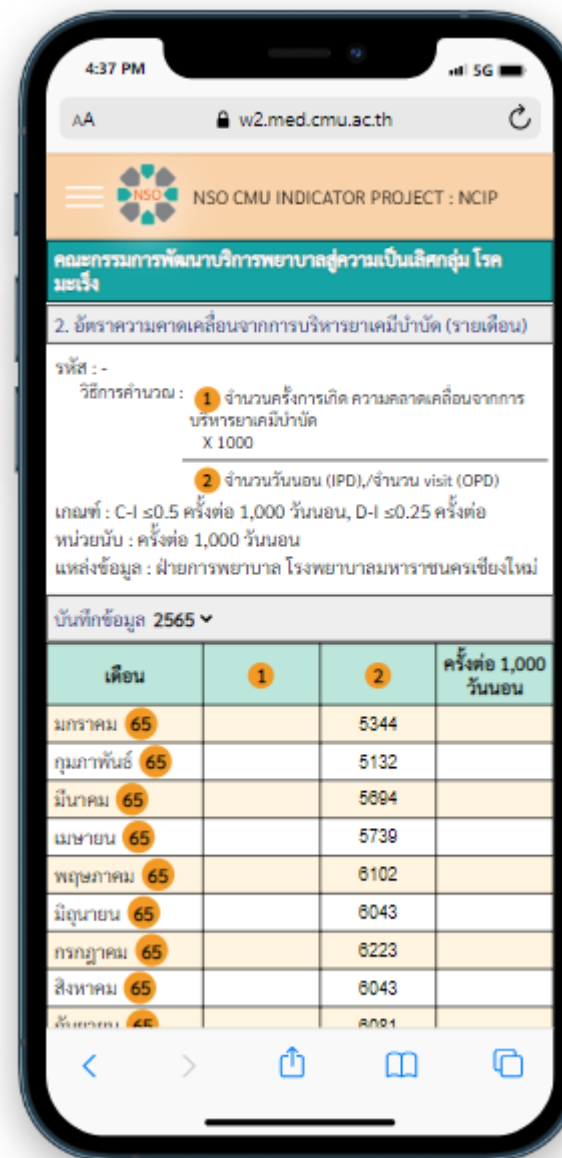 4:37 PM
5G
AA
w2.med.cmu.ac.th
NSO
NSO CMU INDICATOR PROJECT : NCIP
คณะกรรมการพัฒนาบริการพยาบาลสู่ความเป็นเลิศกลุ่ม โรค
มะเร็ง
2. อัตราความคาดเคลื่อนจากการบริหารยาเคมีบำบัด (รายเดือน)
รหัส : -
วิธีการคำนวณ : 1 จำนวนครั้งการเกิด ความคลาดเคลื่อนจากการ
บริหารยาเคมีบำบัด
X 1000
2 จำนวนวันนอน (IPD),/จำนวน visit (OPD)
เกณฑ์ : C-I ≤0.5 ครั้งต่อ 1,000 วันนอน, D-I ≤0.25 ครั้งต่อ
หน่วยนับ : ครั้งต่อ 1,000 วันนอน
แหล่งข้อมูล : ฝ่ายการพยาบาล โรงพยาบาลมหาราชนครเชียงใหม่
บันทึกข้อมูล 2565
เดือน 1 2 ครั้งต่อ 1,000
วันนอน
มกราคม 65 5344
กุมภาพันธ์ 65 5132
มีนาคม 65 5694
เมษายน 65 5739
พฤษภาคม 65 6102
มิถุนายน 65 6043
กรกฎาคม 65 6223
สิงหาคม 65 6043
กันยายน 65 6081